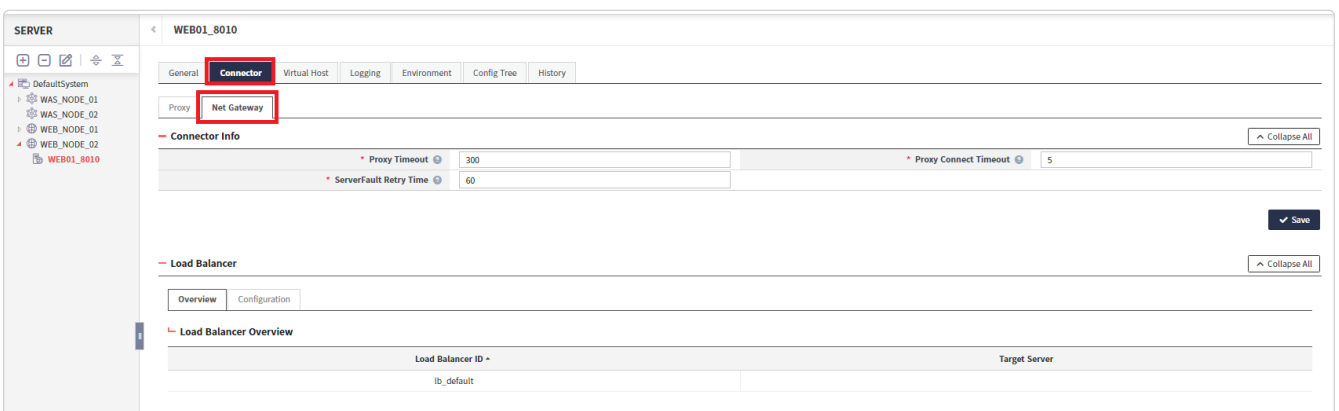 SERVER
WEB01_8010
General Connector Virtual Host Logging Environment Config Tree History
DefaultSystem
WAS_NODE_01
WAS_NODE_02
WEB_NODE_01
WEB_NODE_02
WEB01_8010
Proxy Net Gateway
Connector Info Collapse All
* Proxy Timeout 300 * Proxy Connect Timeout 5
* ServerFault Retry Time 60
Save
Load Balancer Collapse All
Overview Configuration
Load Balancer Overview
Load Balancer ID Target Server
lb_default